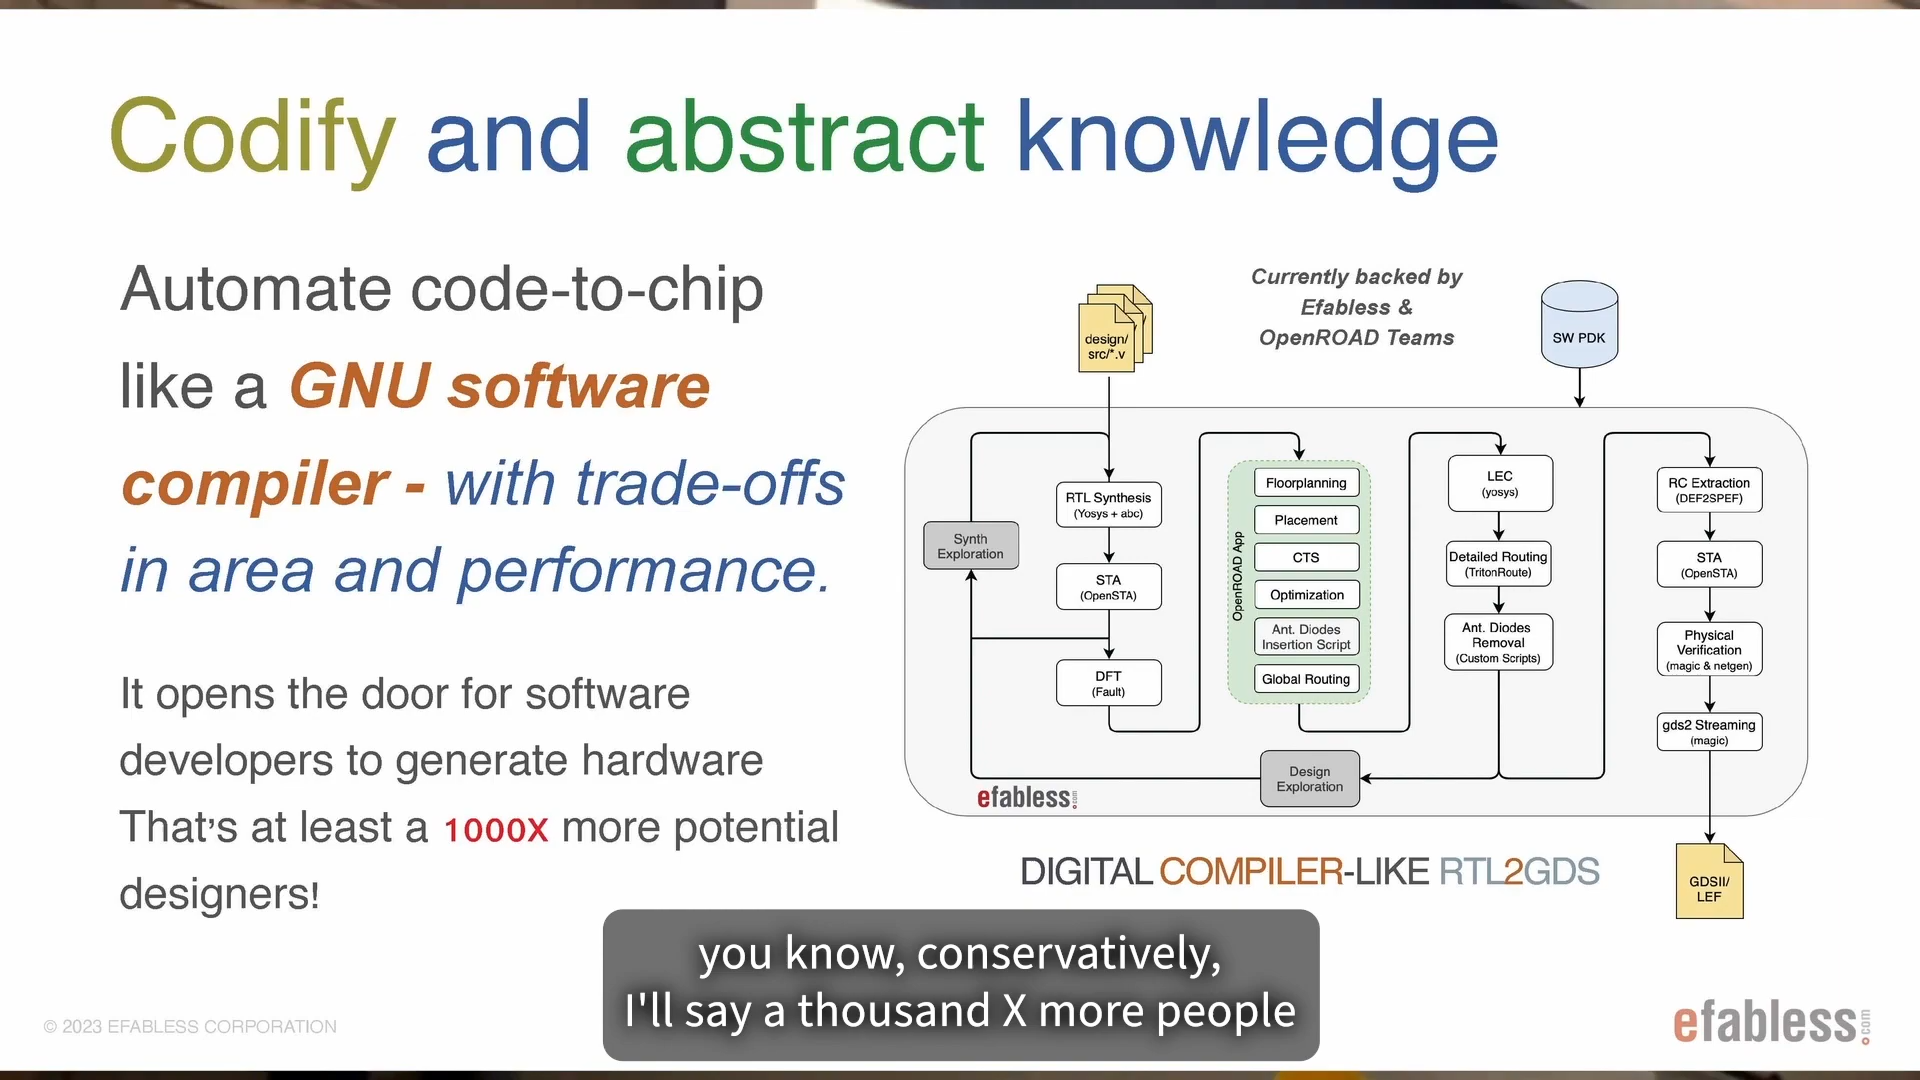 Codify and abstract knowledge
Automate code-to-chip
like a GNU software
compiler - with trade-offs
in area and performance.
It opens the door for software
developers to generate hardware
That's at least a 1000X more potential
designers!
Currently backed by
Efabless &
OpenROAD Teams
design/
src/*.v
SW PDK
Synth
Exploration
RTL Synthesis
(Yosys + abc)
STA
(OpenSTA)
DFT
(Fault)
OpenROAD App
Floorplanning
Placement
CTS
Optimization
Ant. Diodes
Insertion Script
Global Routing
LEC
(yosys)
Detailed Routing
(TritonRoute)
Ant. Diodes
Removal
(Custom Scripts)
RC Extraction
(DEF2SPEF)
STA
(OpenSTA)
Physical
Verification
(magic & netgen)
gds2 Streaming
(magic)
Design
Exploration
efabless.com
DIGITAL COMPILER-LIKE RTL2GDS
GDSII/
LEF
you know, conservatively,
I'll say a thousand X more people
© 2023 EFABLESS CORPORATION
efabless.com